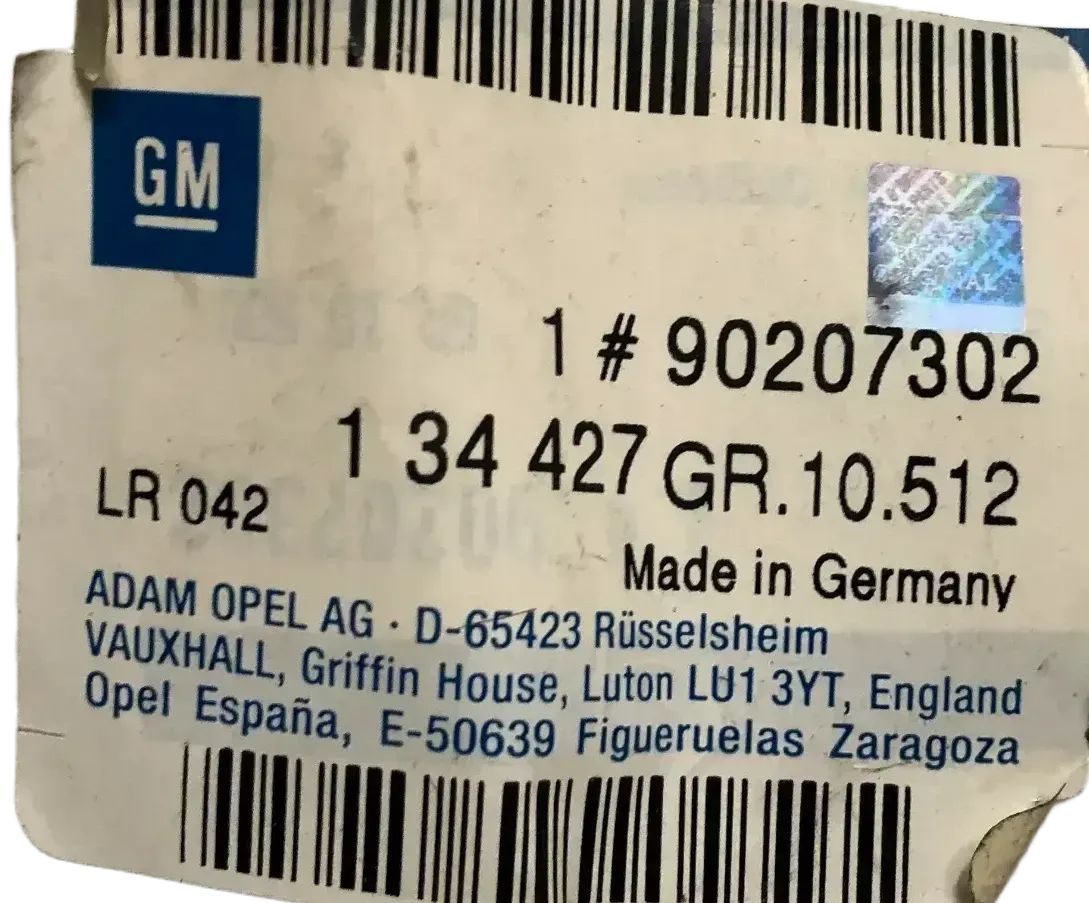 GM
1 # 90207302
1 34 427 GR.10.512
LR 042
Made in Germany
ADAM OPEL AG · D-65423 Rüsselsheim
VAUXHALL, Griffin House, Luton LU1 3YT, England
Opel España, E-50639 Figueruelas Zaragoza